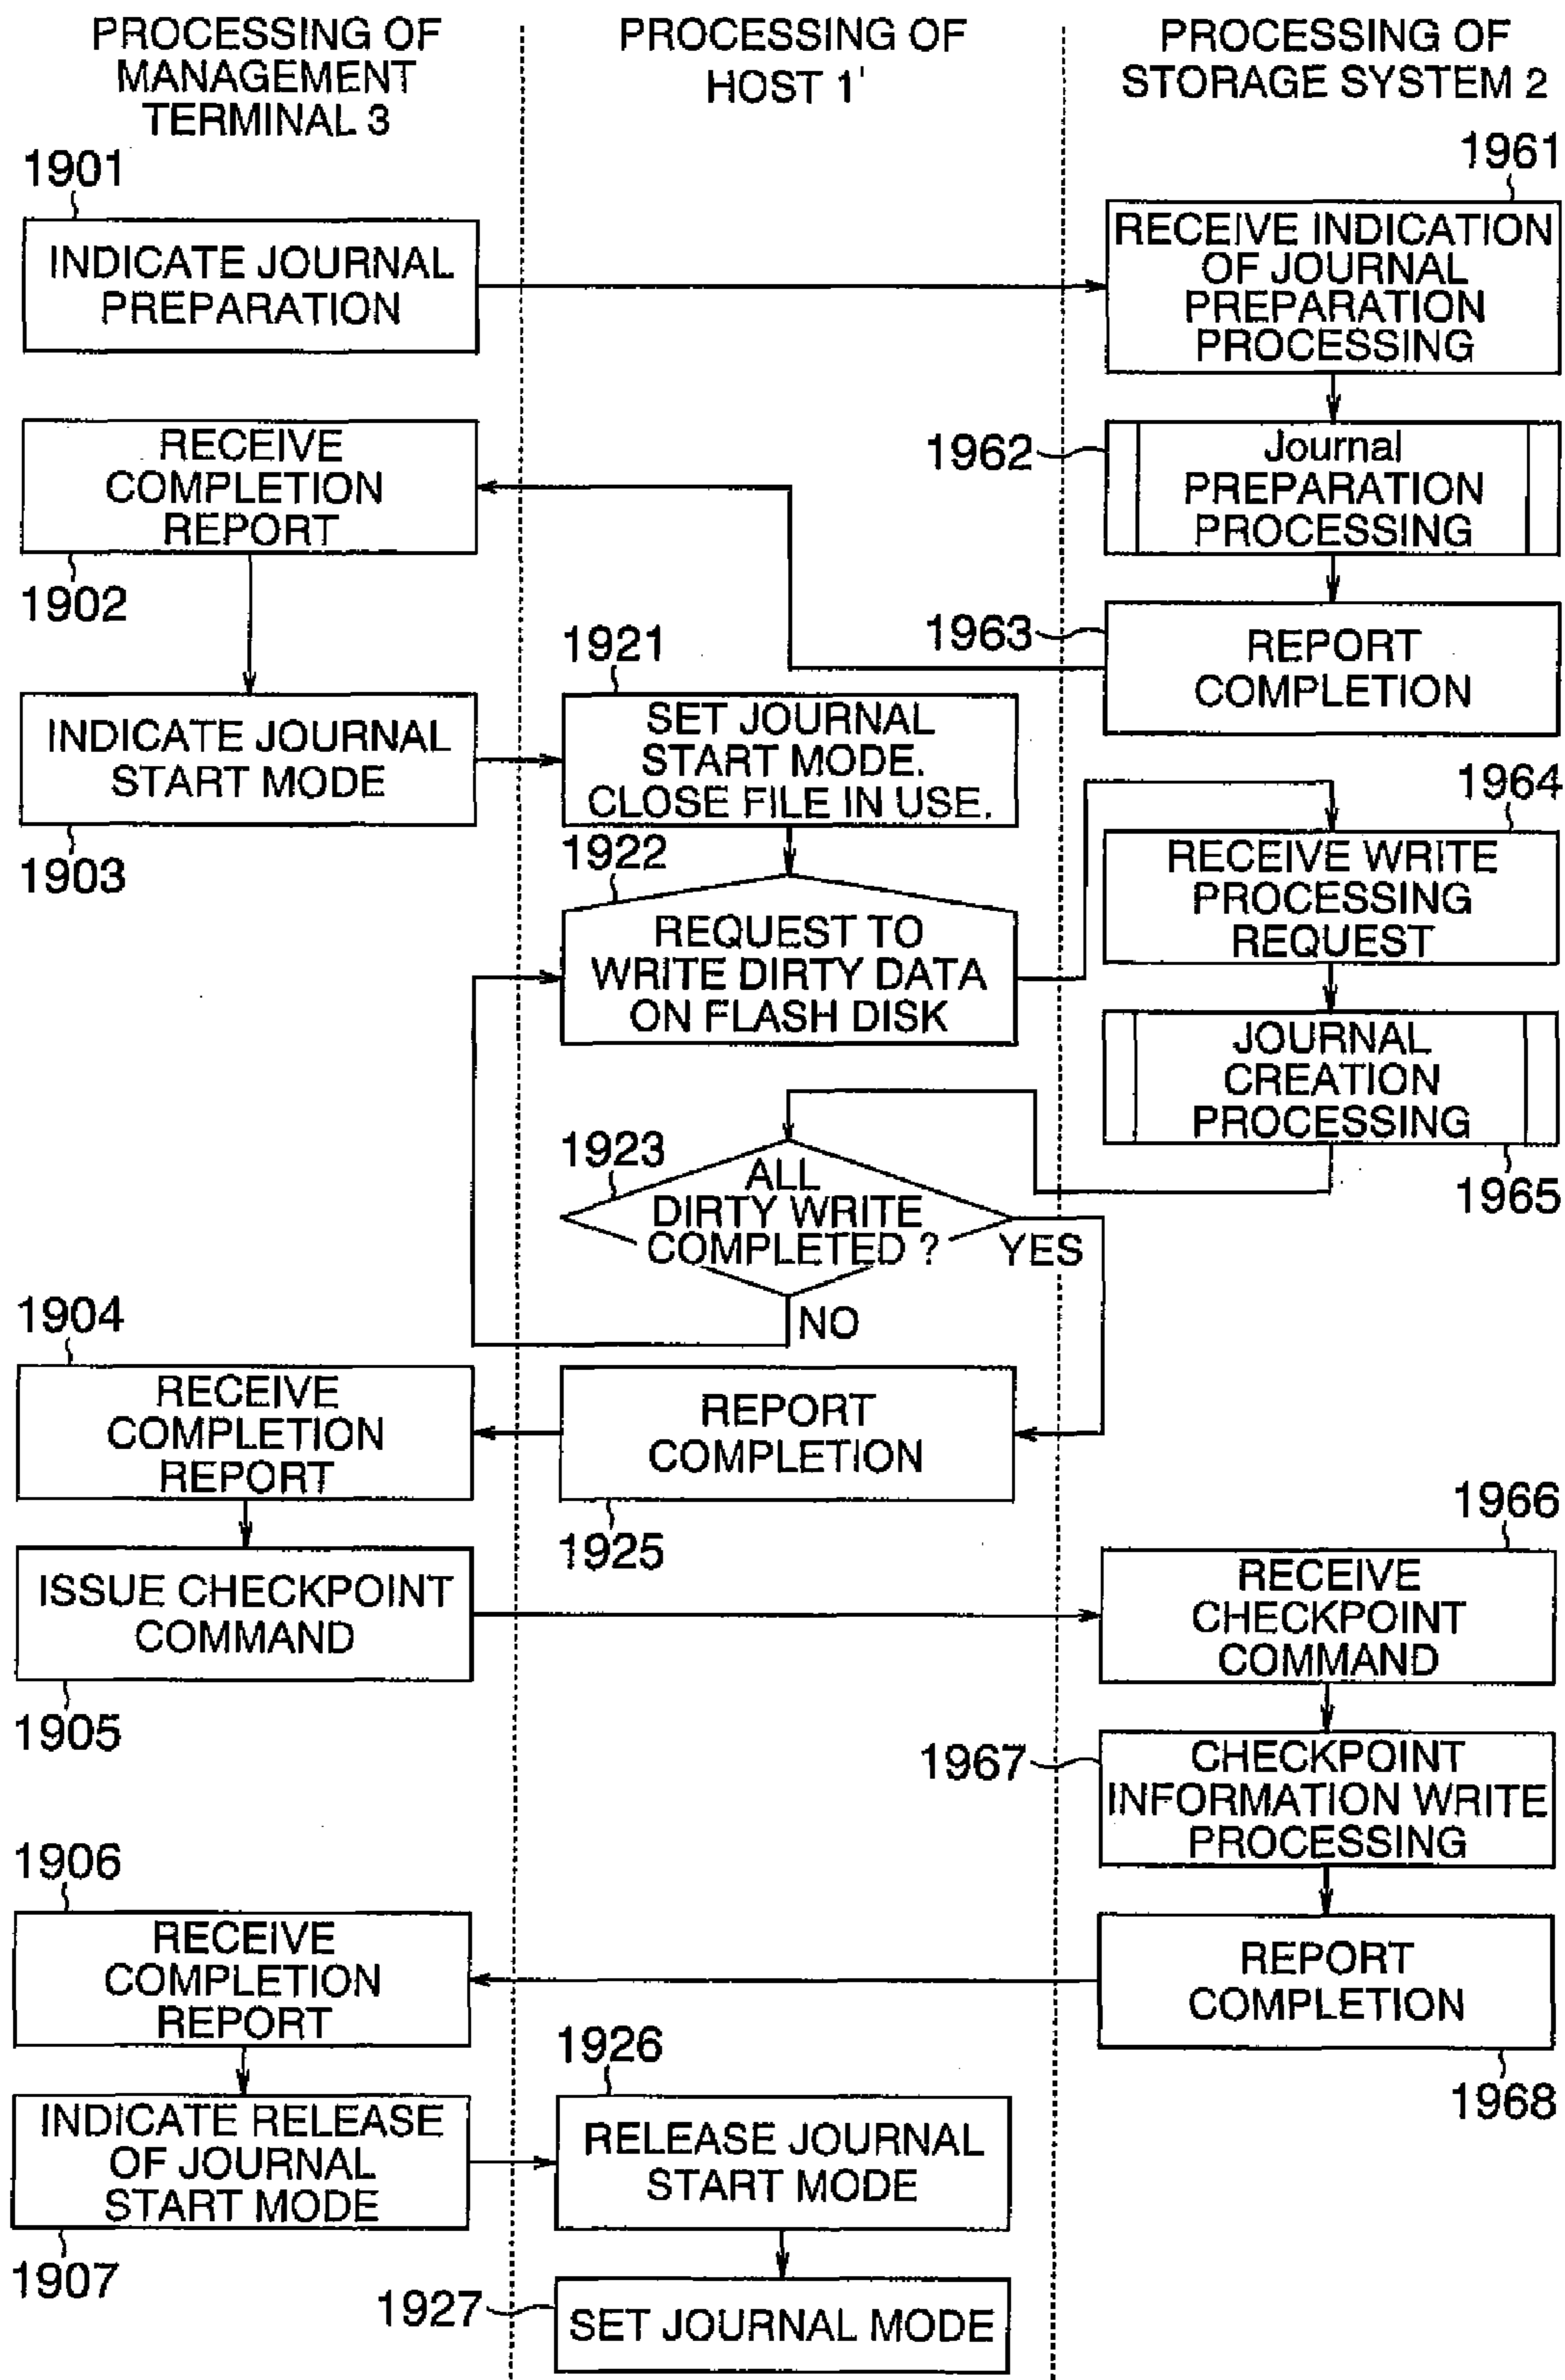 PROCESSING OF
MANAGEMENT
TERMINAL 3
PROCESSING OF
HOST 1'
PROCESSING OF
STORAGE SYSTEM 2
1901
INDICATE JOURNAL
PREPARATION
1961
RECEIVE INDICATION
OF JOURNAL
PREPARATION
PROCESSING
1902
RECEIVE
COMPLETION
REPORT
1962
Journal
PREPARATION
PROCESSING
1963
REPORT
COMPLETION
1903
INDICATE JOURNAL
START MODE
1921
SET JOURNAL
START MODE.
CLOSE FILE IN USE.
1922
REQUEST TO
WRITE DIRTY DATA
ON FLASH DISK
1964
RECEIVE WRITE
PROCESSING
REQUEST
JOURNAL
CREATION
PROCESSING
1965
1923
ALL
DIRTY WRITE
COMPLETED ?
YES
NO
1904
RECEIVE
COMPLETION
REPORT
REPORT
COMPLETION
1925
ISSUE CHECKPOINT
COMMAND
1905
1966
RECEIVE
CHECKPOINT
COMMAND
1967
CHECKPOINT
INFORMATION WRITE
PROCESSING
1906
RECEIVE
COMPLETION
REPORT
REPORT
COMPLETION
1968
INDICATE RELEASE
OF JOURNAL
START MODE
1907
1926
RELEASE JOURNAL
START MODE
1927
SET JOURNAL MODE